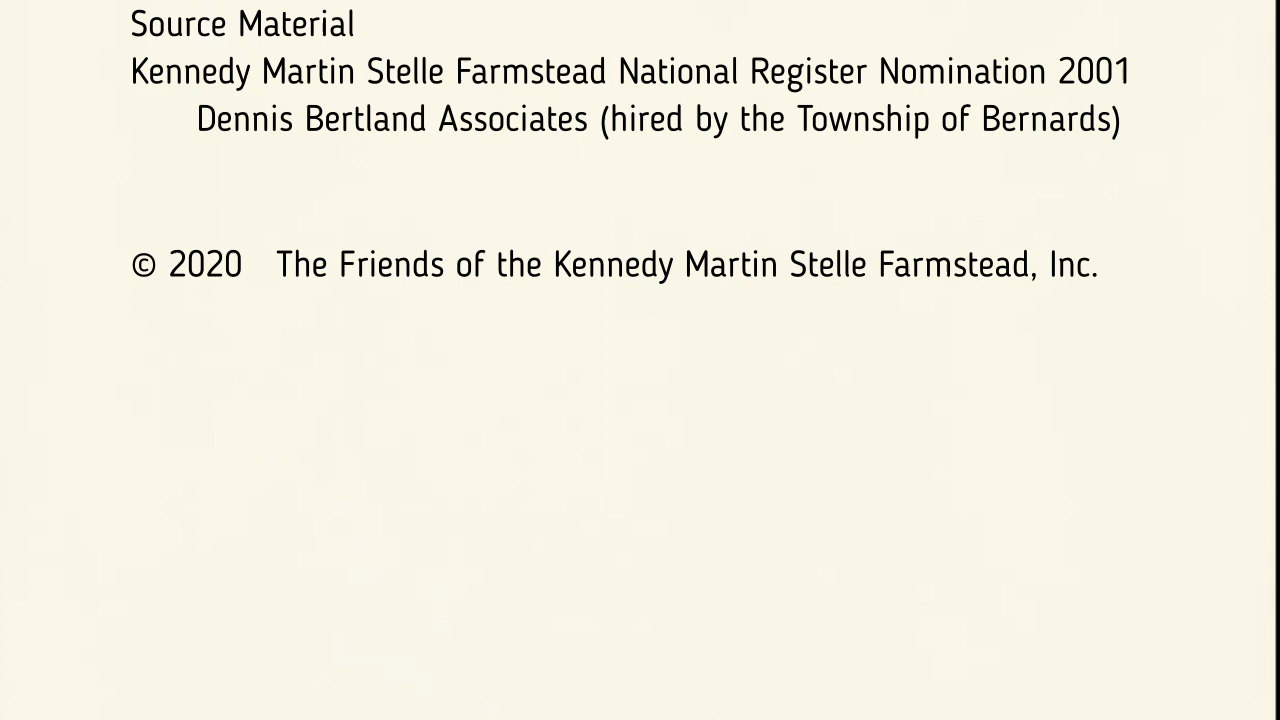 Source Material
Kennedy Martin Stelle Farmstead National Register Nomination 2001
Dennis Bertland Associates (hired by the Township of Bernards)
© 2020 The Friends of the Kennedy Martin Stelle Farmstead, Inc.